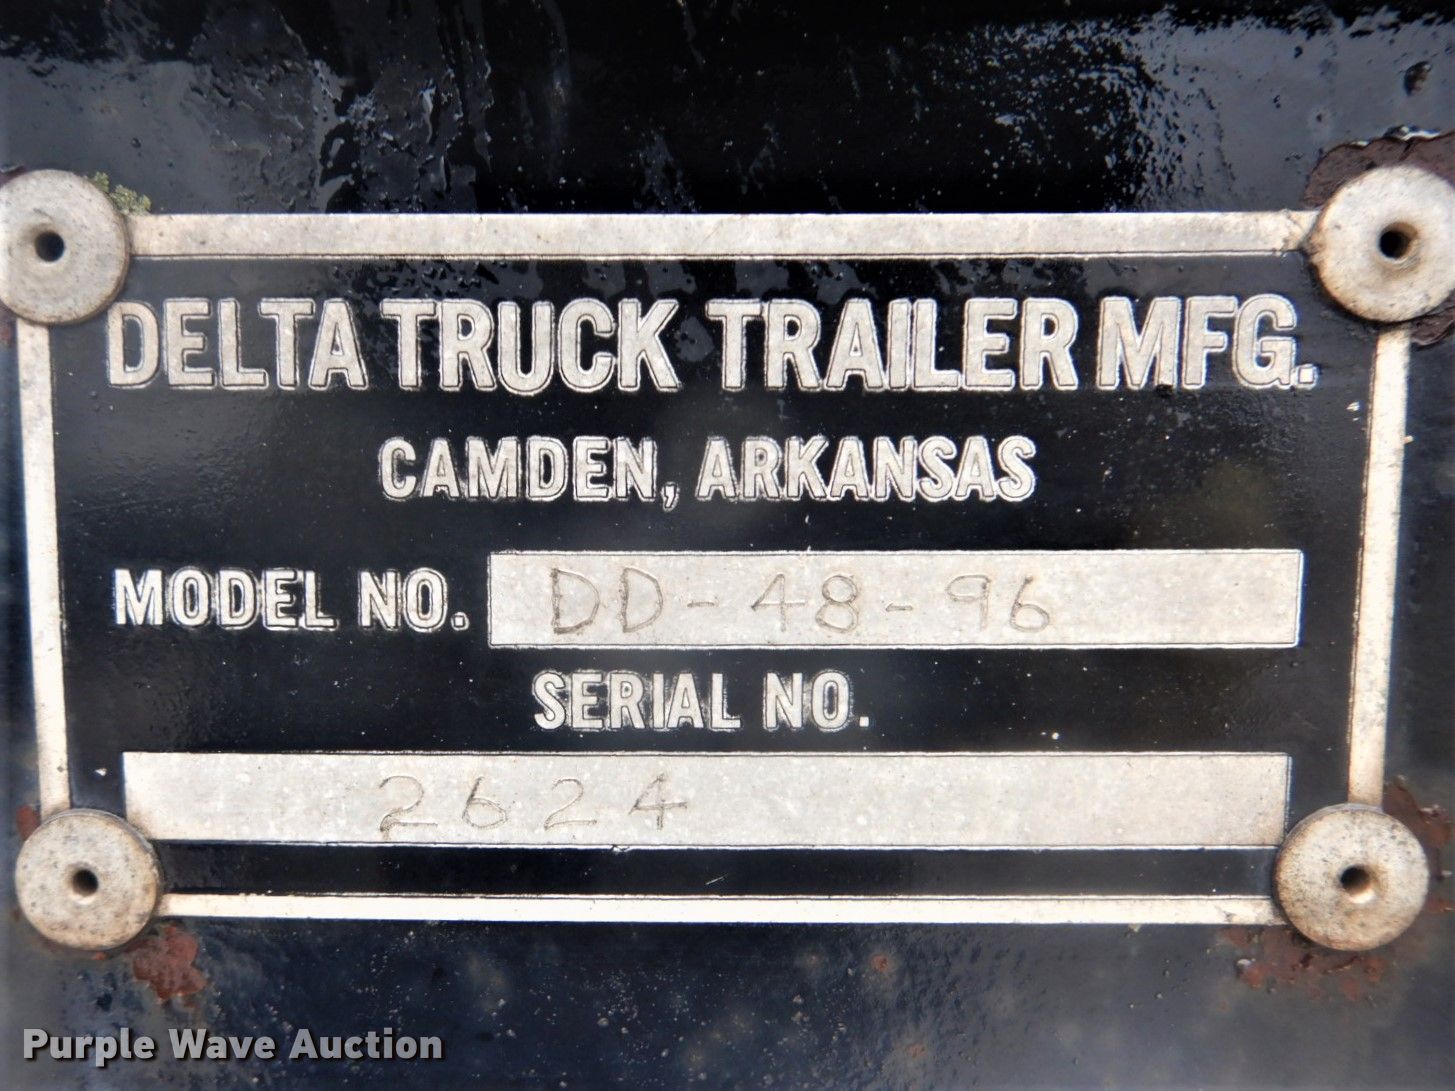 DELTA TRUCK TRAILER MFG.
CAMDEN, ARKANSAS
MODEL NO. DD-48-96
SERIAL NO.
2624
Purple Wave Auction